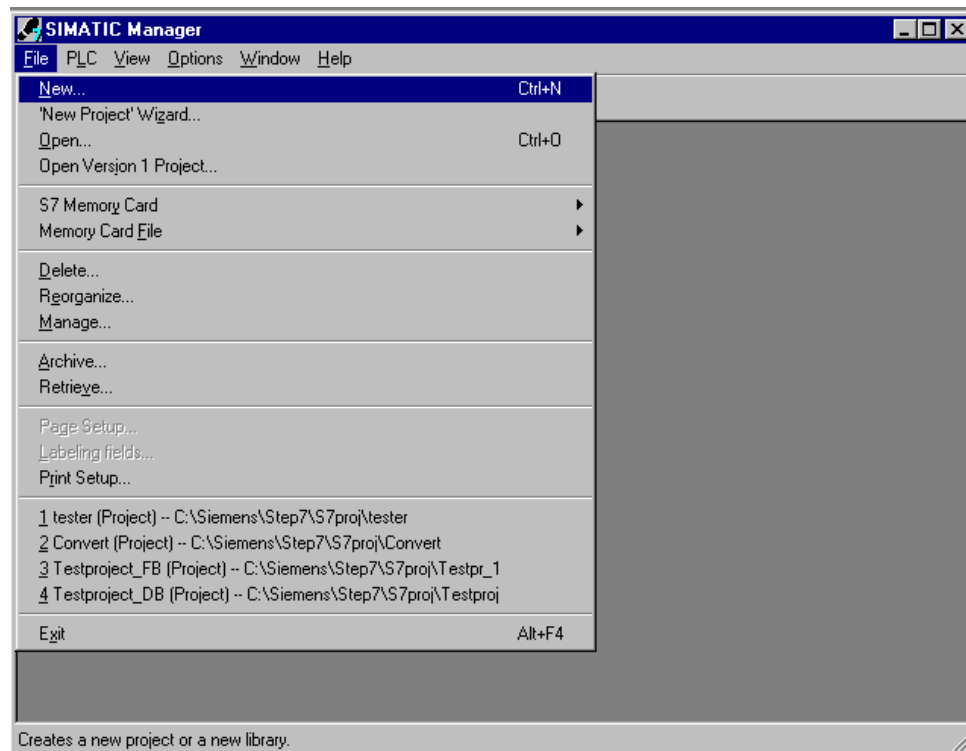 SIMATIC Manager
File PLC View Options Window Help
New... Ctrl+N
'New Project' Wizard...
Open... Ctrl+O
Open Version 1 Project...
S7 Memory Card
Memory Card File
Delete...
Reorganize...
Manage...
Archive...
Retrieve...
Page Setup...
Labeling fields...
Print Setup...
1 tester (Project) -- C:\Siemens\Step7\S7proj\tester
2 Convert (Project) -- C:\Siemens\Step7\S7proj\Convert
3 Testproject_FB (Project) -- C:\Siemens\Step7\S7proj\Testpr_1
4 Testproject_DB (Project) -- C:\Siemens\Step7\S7proj\Testproj
Exit Alt+F4
Creates a new project or a new library.